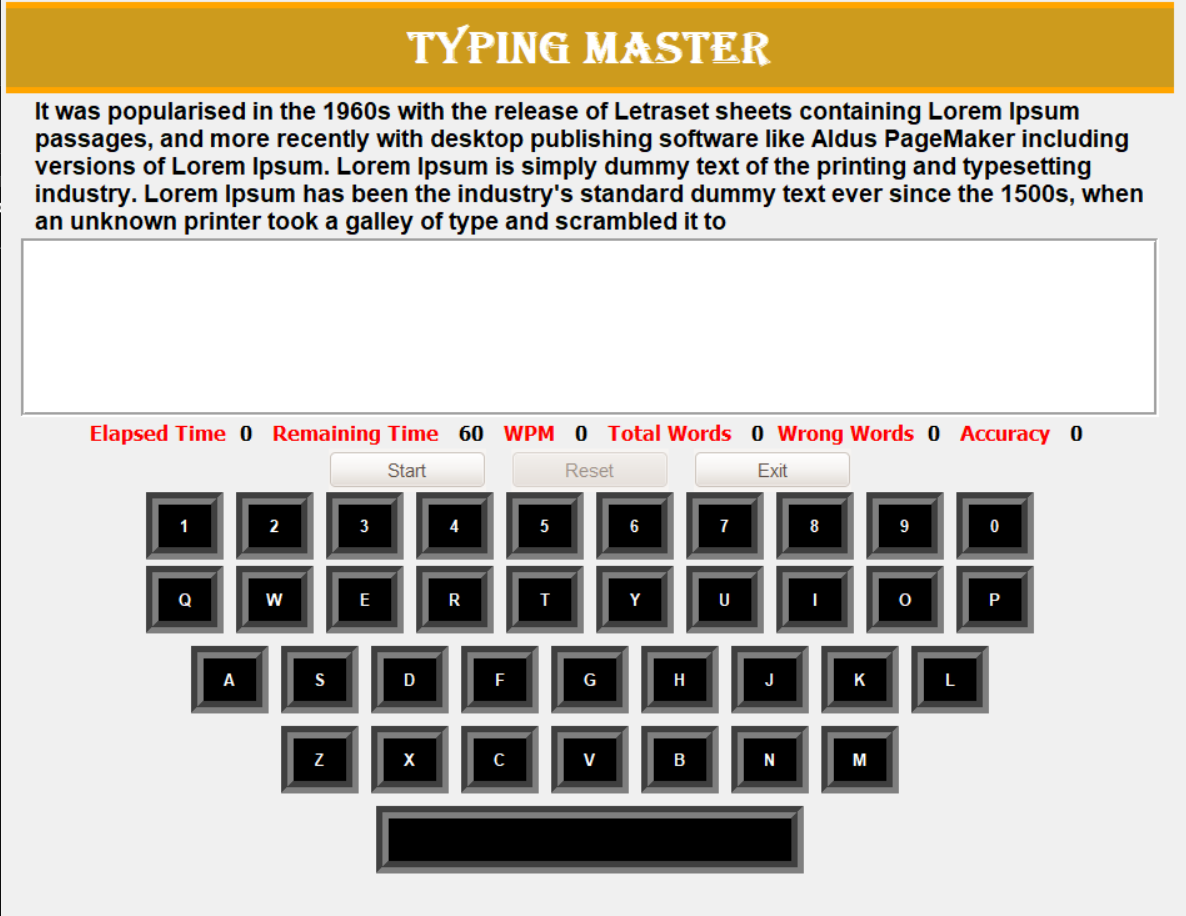 TYPING MASTER
It was popularised in the 1960s with the release of Letraset sheets containing Lorem Ipsum
passages, and more recently with desktop publishing software like Aldus PageMaker including
versions of Lorem Ipsum. Lorem Ipsum is simply dummy text of the printing and typesetting
industry. Lorem Ipsum has been the industry's standard dummy text ever since the 1500s, when
an unknown printer took a galley of type and scrambled it to
Elapsed Time 0 Remaining Time 60 WPM 0 Total Words 0 Wrong Words 0 Accuracy 0
Start Reset Exit
1 2 3 4 5 6 7 8 9 0
Q W E R T Y U I O P
A S D F G H J K L
Z X C V B N M